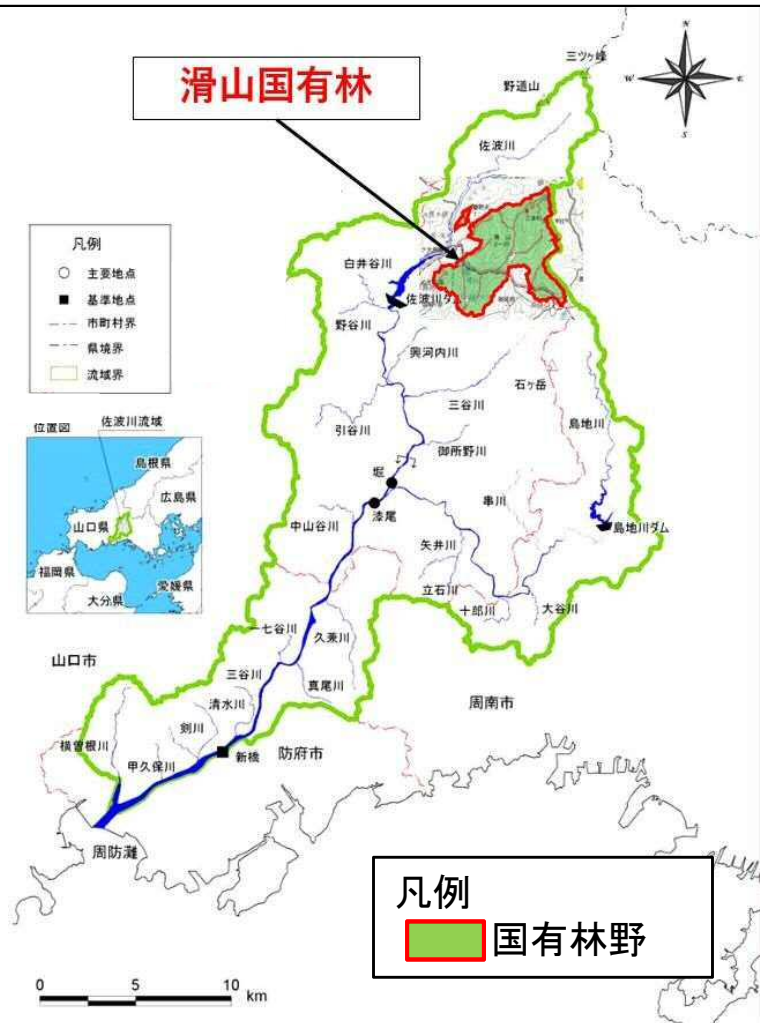 三ツヶ峰
野道山
N
W
E
S
滑山国有林
佐波川
凡例
主要地点
基準地点
市町村界
県境界
流域界
白井谷川
佐波川ダム
野谷川
興河内川
石ヶ岳
三谷川
島地川
引谷川
御所野川
位置図
佐波川流域
島根県
広島県
山口県
福岡県
大分県
愛媛県
堀
漆尾
串川
中山谷川
矢井川
島地川ダム
立石川
十郎川
大谷川
一七谷川
久兼川
山口市
三谷川
真尾川
清水川
周南市
剣川
横曽根川
甲久保川
新橋
防府市
周防灘
凡例
国有林野
0 5 10 km